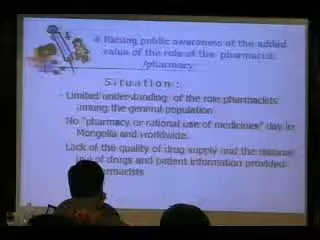 Raising public awareness of the added
value of the role of the pharmacist
/pharmacy
Situation:
Limited understanding of the role pharmacists
among the general population
No "pharmacy or rational use of medicines" day in
Mongolia and worldwide.
Lack of the quality of drug supply and the rational
use of drugs and patient information provided